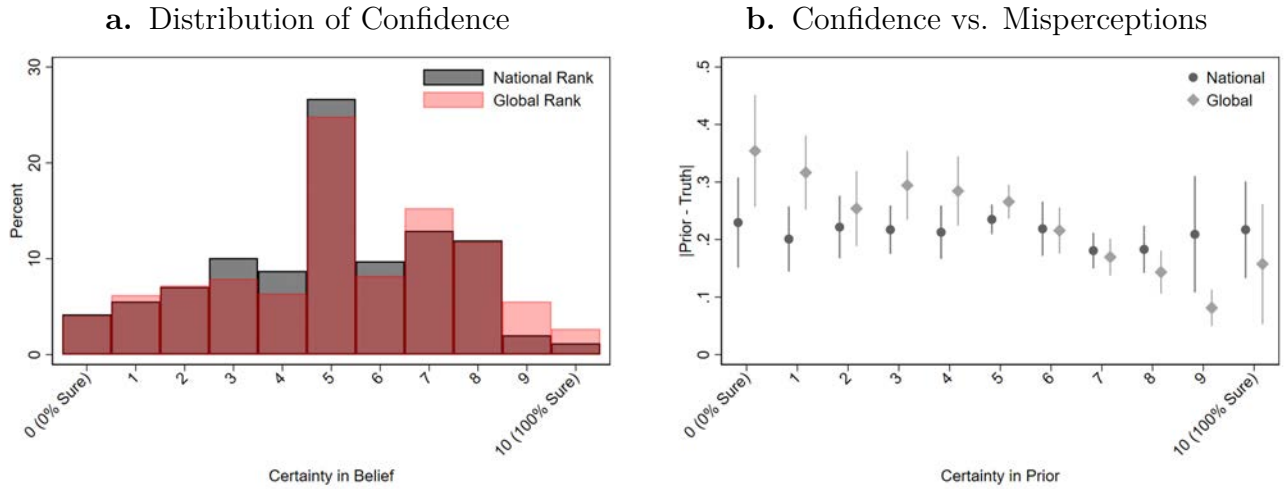 a. Distribution of Confidence
30
20
10
0
Percent
National Rank
Global Rank
0 (0% Sure)
1
2
3
4
5
6
7
8
9
10 (100% Sure)
Certainty in Belief
b. Confidence vs. Misperceptions
.5
.4
.3
.2
.1
0
|Prior - Truth|
National
Global
0 (0% Sure)
1
2
3
4
5
6
7
8
9
10 (100% Sure)
Certainty in Prior